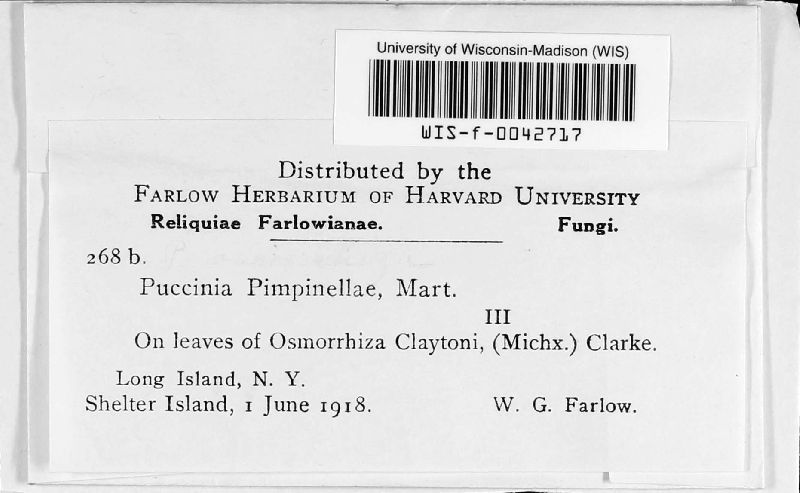 University of Wisconsin-Madison (WIS)
WIS-f-0042717
Distributed by the
FARLOW HERBARIUM OF HARVARD UNIVERSITY
Reliquiae Farlowianae. Fungi.
268 b.
Puccinia Pimpinellae, Mart.
III
On leaves of Osmorrhiza Claytoni, (Michx.) Clarke.
Long Island, N. Y.
Shelter Island, 1 June 1918. W. G. Farlow.